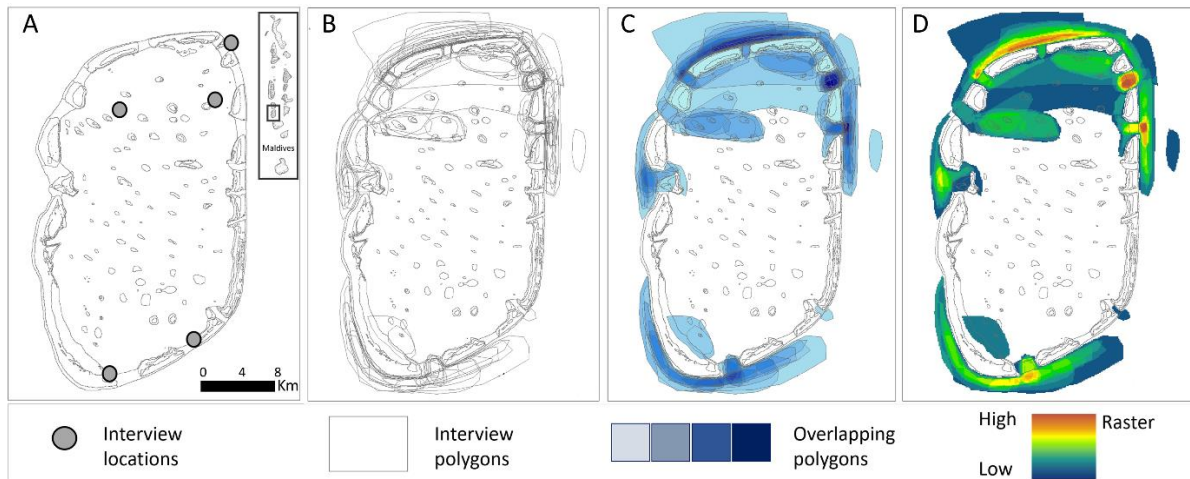 A
B
C
D
Maldives
0 4 8
Km
Interview
locations
Interview
polygons
Overlapping
polygons
High
Raster
Low